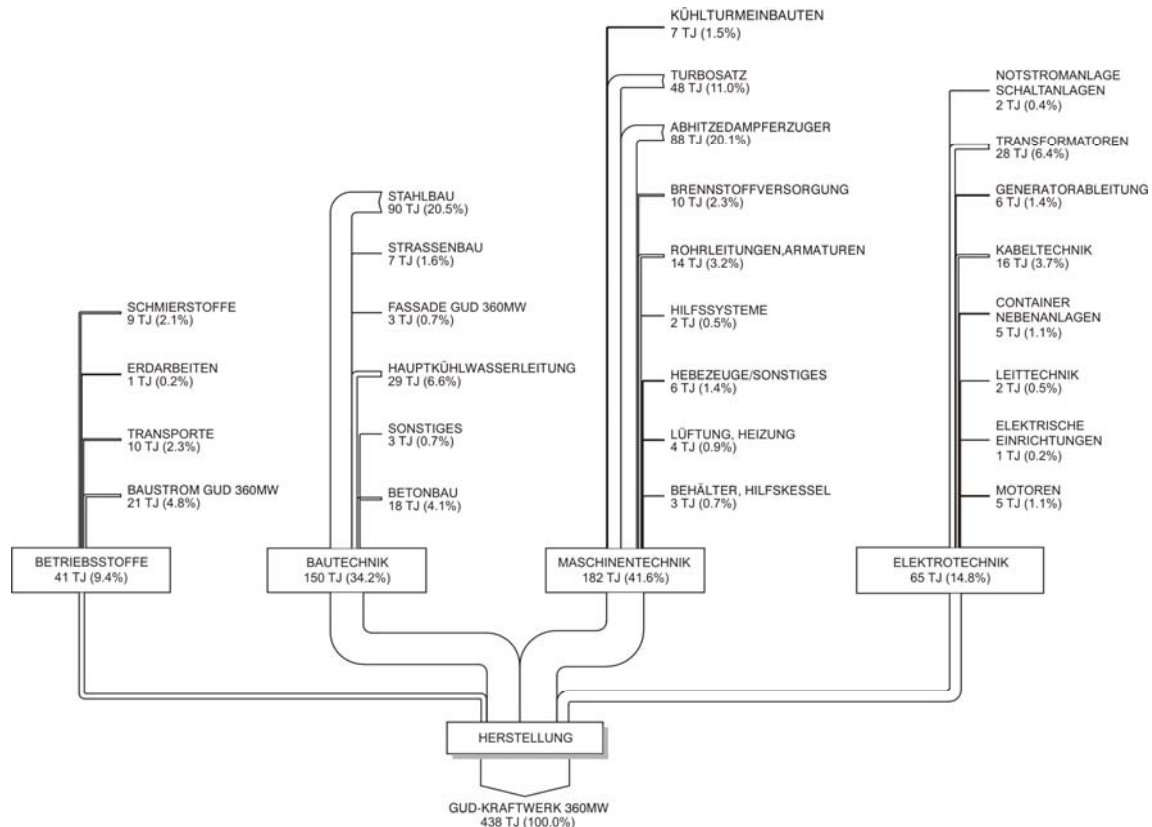 KÜHLTURMEINBAUTEN
7 TJ (1.5%)
TURBOSATZ
48 TJ (11.0%)
ABHITZEDAMPFERZUGER
88 TJ (20.1%)
BRENNSTOFFVERSORGUNG
10 TJ (2.3%)
ROHRLEITUNGEN,ARMATUREN
14 TJ (3.2%)
HILFSSYSTEME
2 TJ (0.5%)
HEBEZEUGE/SONSTIGES
6 TJ (1.4%)
LÜFTUNG, HEIZUNG
4 TJ (0.9%)
BEHÄLTER, HILFSKESSEL
3 TJ (0.7%)
NOTSTROMANLAGE
SCHALTANLAGEN
2 TJ (0.4%)
TRANSFORMATOREN
28 TJ (6.4%)
GENERATORABLEITUNG
6 TJ (1.4%)
KABELTECHNIK
16 TJ (3.7%)
CONTAINER
NEBENANLAGEN
5 TJ (1.1%)
LEITTECHNIK
2 TJ (0.5%)
ELEKTRISCHE
EINRICHTUNGEN
1 TJ (0.2%)
MOTOREN
5 TJ (1.1%)
STAHLBAU
90 TJ (20.5%)
STRASSENBAU
7 TJ (1.6%)
FASSADE GUD 360MW
3 TJ (0.7%)
HAUPTKÜHLWASSERLEITUNG
29 TJ (6.6%)
SONSTIGES
3 TJ (0.7%)
BETONBAU
18 TJ (4.1%)
SCHMIERSTOFFE
9 TJ (2.1%)
ERDARBEITEN
1 TJ (0.2%)
TRANSPORTE
10 TJ (2.3%)
BAUSTROM GUD 360MW
21 TJ (4.8%)
BETRIEBSSTOFFE
41 TJ (9.4%)
BAUTECHNIK
150 TJ (34.2%)
MASCHINENTECHNIK
182 TJ (41.6%)
ELEKTROTECHNIK
65 TJ (14.8%)
HERSTELLUNG
GUD-KRAFTWERK 360MW
438 TJ (100.0%)